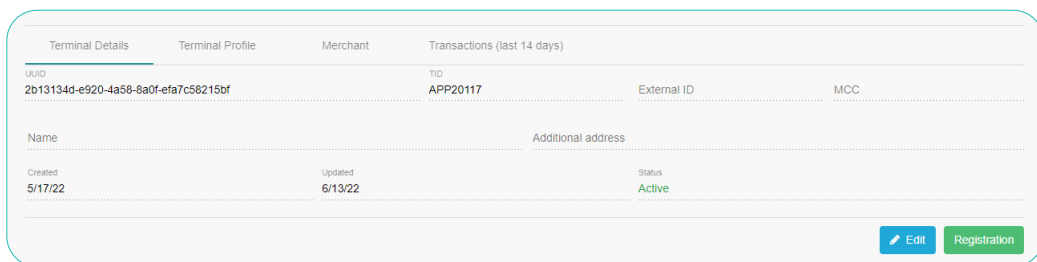 Terminal Details Terminal Profile Merchant Transactions (last 14 days)
UUID TID
2b13134d-e920-4a58-8a0f-efa7c58215bf APP20117 External ID MCC
Name Additional address
Created Updated Status
5/17/22 6/13/22 Active
Edit Registration